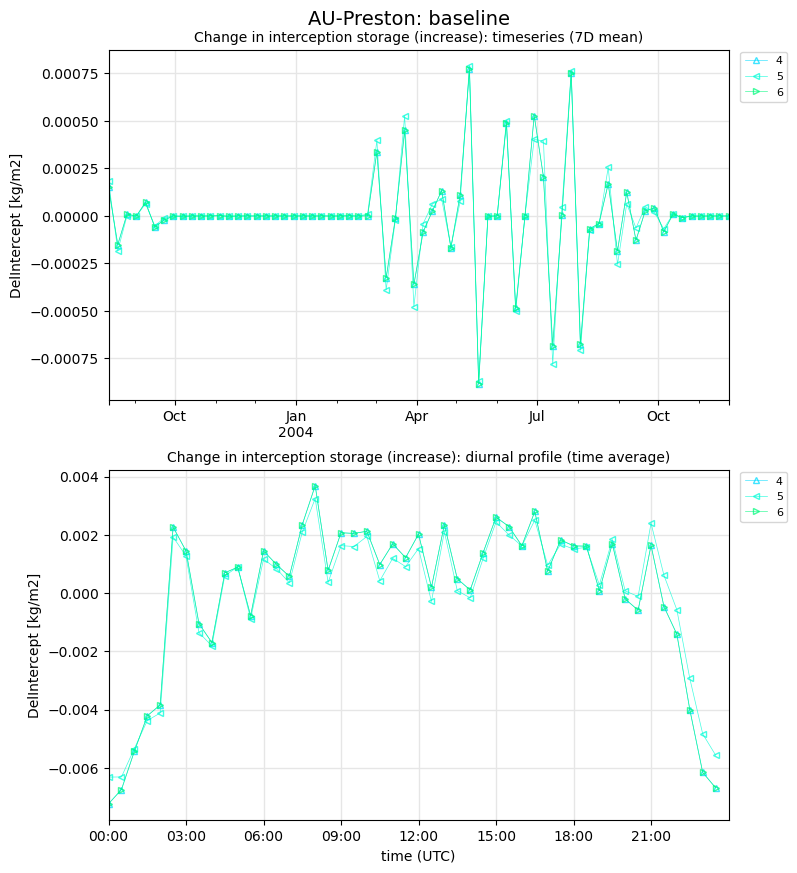 AU-Preston: baseline
Change in interception storage (increase): timeseries (7D mean)
DelIntercept [kg/m2]
0.00075
0.00050
0.00025
0.00000
−0.00025
−0.00050
−0.00075
Oct
Jan
2004
Apr
Jul
Oct
4
5
6
Change in interception storage (increase): diurnal profile (time average)
DelIntercept [kg/m2]
0.004
0.002
0.000
−0.002
−0.004
−0.006
00:00
03:00
06:00
09:00
12:00
15:00
18:00
21:00
time (UTC)
4
5
6